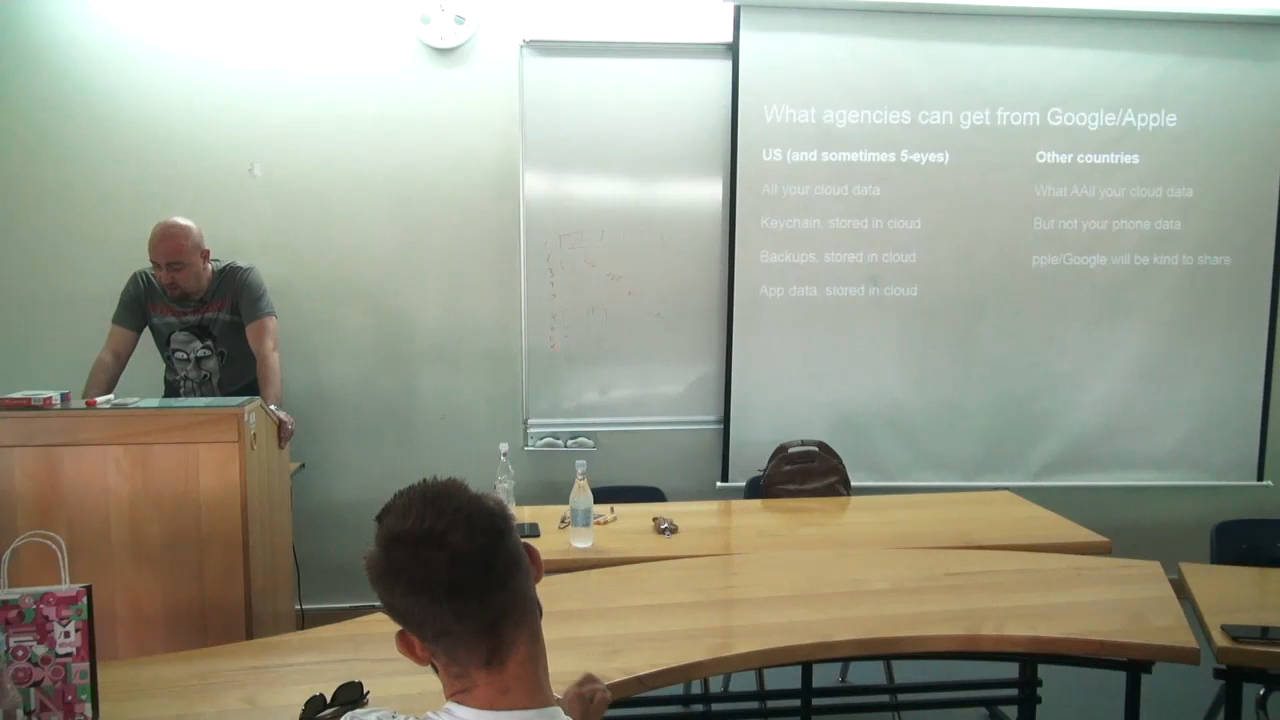 What agencies can get from Google/Apple
US (and sometimes 5-eyes)
All your cloud data
Keychain, stored in cloud
Backups, stored in cloud
App data, stored in cloud
Other countries
What AAll your cloud data
But not your phone data
pple/Google will be kind to share